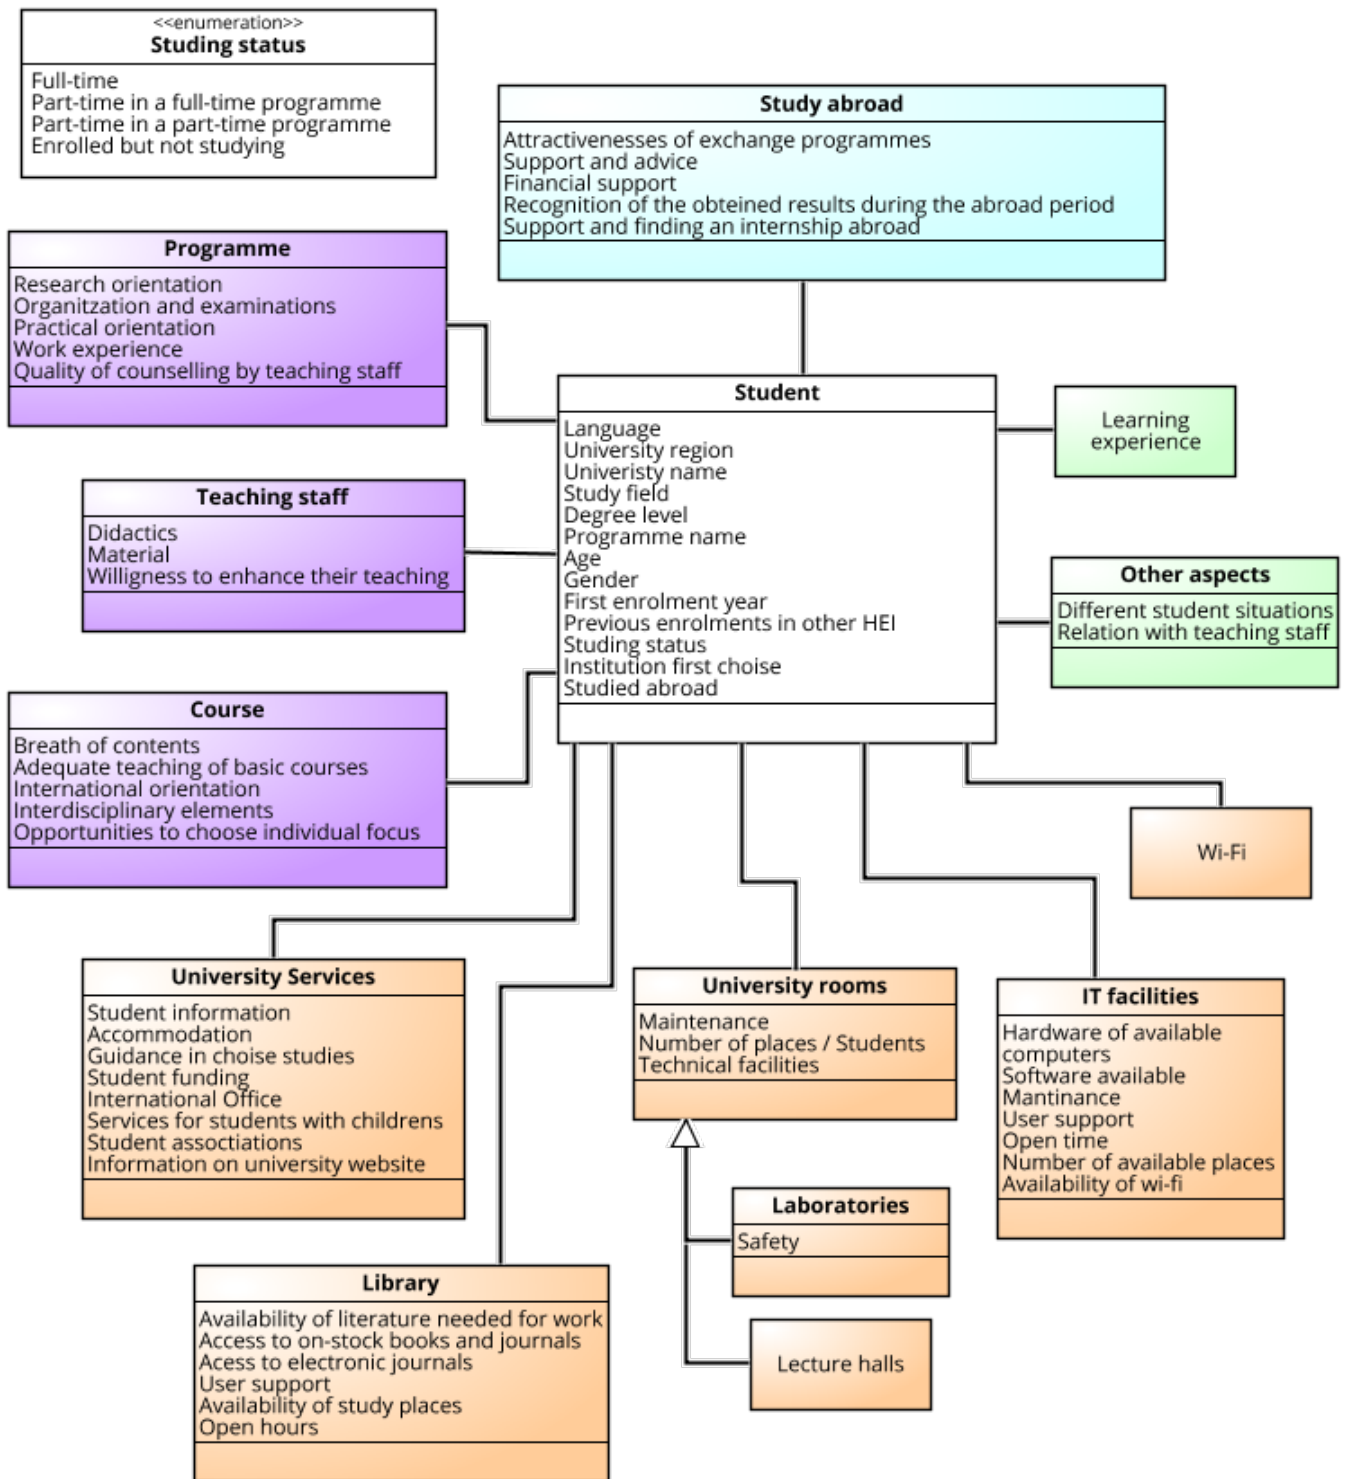 <<enumeration>>
Studing status
Full-time
Part-time in a full-time programme
Part-time in a part-time programme
Enrolled but not studying
Study abroad
Attractivenesses of exchange programmes
Support and advice
Financial support
Recognition of the obteined results during the abroad period
Support and finding an internship abroad
Programme
Research orientation
Organitzation and examinations
Practical orientation
Work experience
Quality of counselling by teaching staff
Student
Language
University region
Univeristy name
Study field
Degree level
Programme name
Age
Gender
First enrolment year
Previous enrolments in other HEI
Studing status
Institution first choise
Studied abroad
Learning
experience
Teaching staff
Didactics
Material
Willigness to enhance their teaching
Other aspects
Different student situations
Relation with teaching staff
Course
Breath of contents
Adequate teaching of basic courses
International orientation
Interdisciplinary elements
Opportunities to choose individual focus
Wi-Fi
University Services
Student information
Accommodation
Guidance in choise studies
Student funding
International Office
Services for students with childrens
Student assoctiations
Information on university website
University rooms
Maintenance
Number of places / Students
Technical facilities
IT facilities
Hardware of available
computers
Software available
Mantinance
User support
Open time
Number of available places
Availability of wi-fi
Laboratories
Safety
Lecture halls
Library
Availability of literature needed for work
Access to on-stock books and journals
Acess to electronic journals
User support
Availability of study places
Open hours